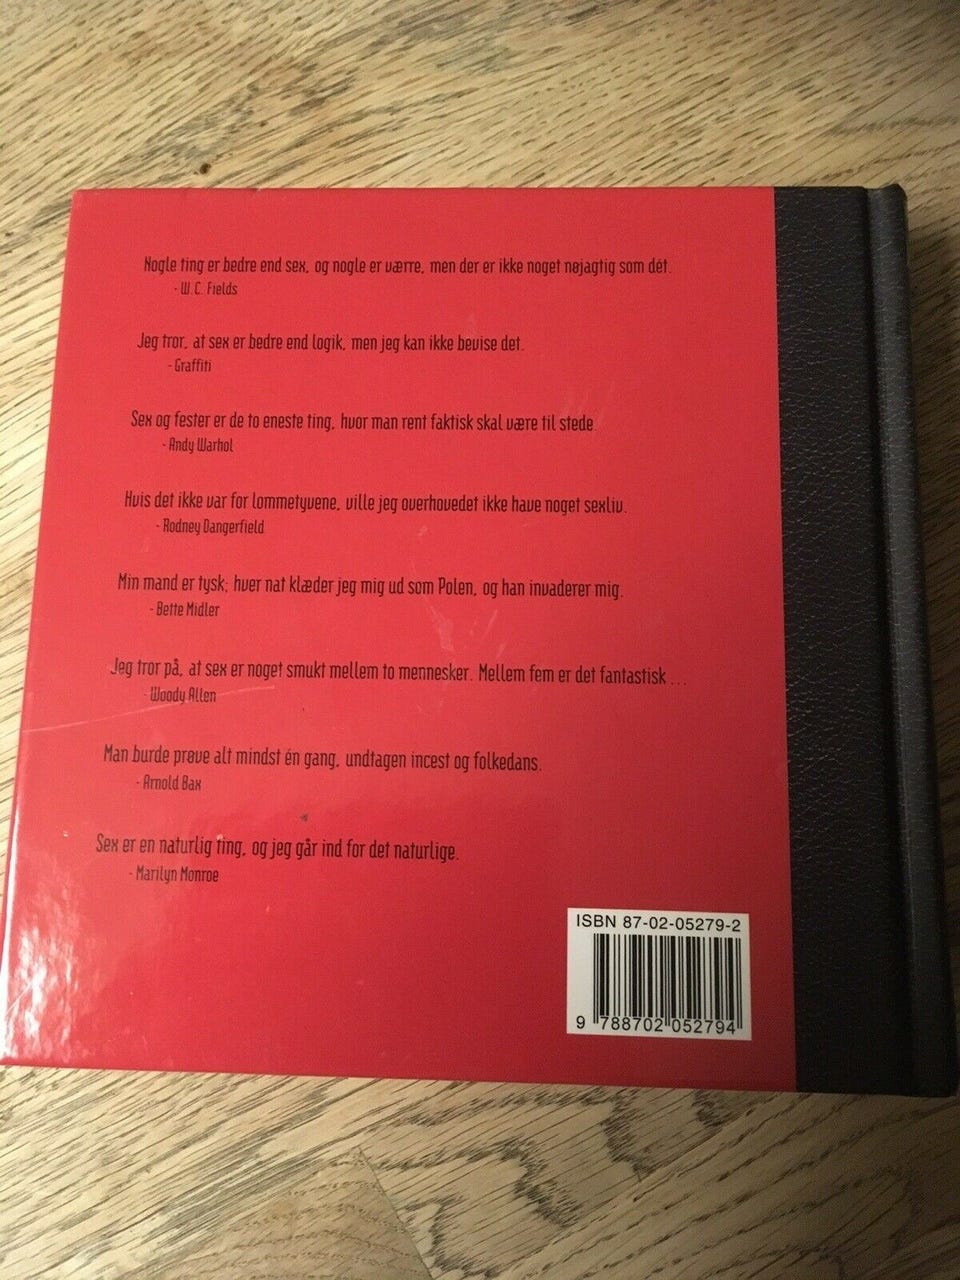 Nogle ting er bedre end sex, og nogle er værre, men der er ikke noget nøjagtig som dét.
- W.C. Fields
Jeg tror, at sex er bedre end logik, men jeg kan ikke bevise det.
- Graffiti
Sex og fester er de to eneste ting, hvor man rent faktisk skal være til stede.
- Andy Warhol
Hvis det ikke var for lommetyvene, ville jeg overhovedet ikke have noget sexliv.
- Rodney Dangerfield
Min mand er tysk; hver nat klæder jeg mig ud som Polen, og han invaderer mig.
- Bette Midler
Jeg tror på, at sex er noget smukt mellem to mennesker. Mellem fem er det fantastisk ...
- Woody Allen
Man burde prøve alt mindst én gang, undtagen incest og folkedans.
- Arnold Bax
Sex er en naturlig ting, og jeg går ind for det naturlige.
- Marilyn Monroe
ISBN 87-02-05279-2
9 788702 052794